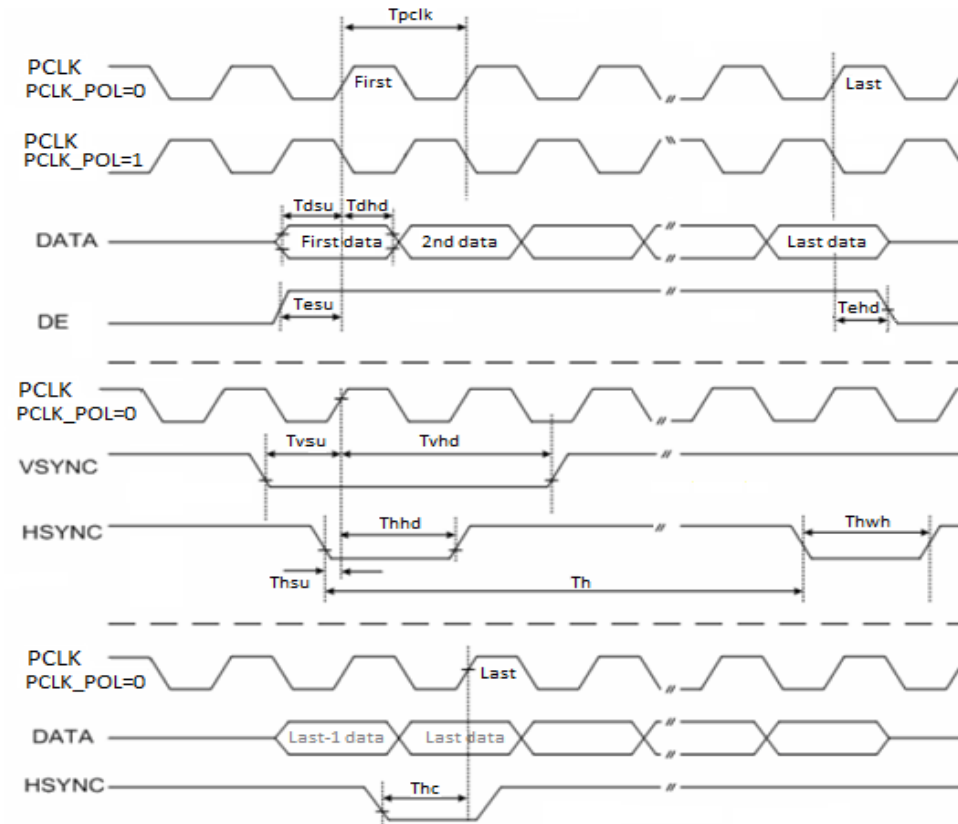 Tpclk
PCLK
PCLK_POL=0
First
Last
PCLK
PCLK_POL=1
Tdsu
Tdhd
DATA
First data
2nd data
Last data
Tesu
Tehd
DE
PCLK
PCLK_POL=0
Tvsu
Tvhd
VSYNC
HSYNC
Thhd
Thwh
Thsu
Th
PCLK
PCLK_POL=0
Last
DATA
Last-1 data
Last data
HSYNC
Thc